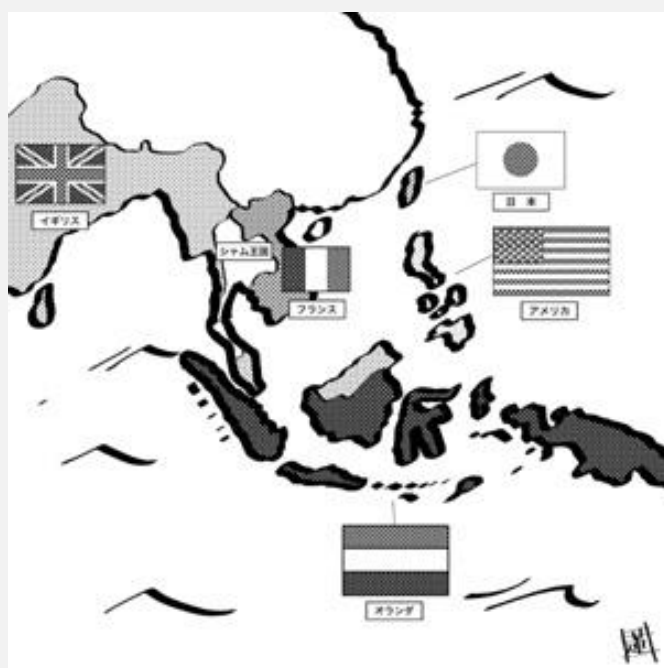 イギリス
シャム王国
フランス
日本
アメリカ
オランダ